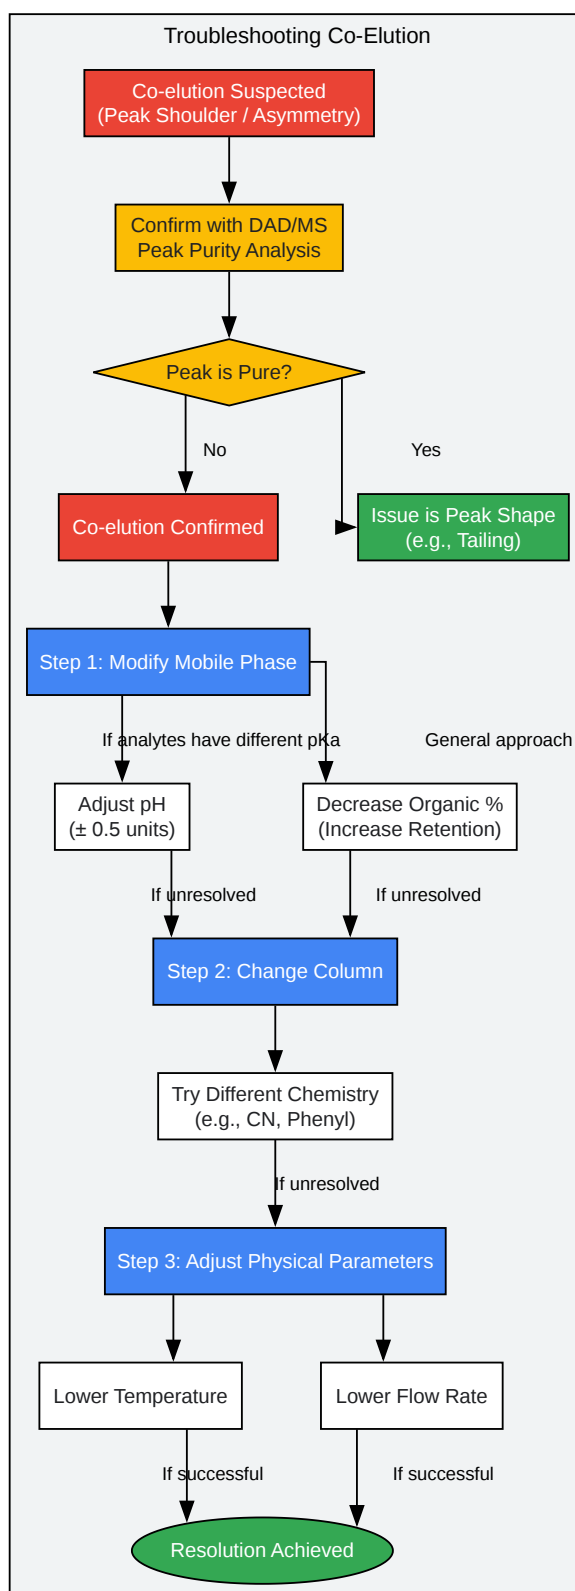 Troubleshooting Co-Elution
Co-elution Suspected
(Peak Shoulder / Asymmetry)
Confirm with DAD/MS
Peak Purity Analysis
Peak is Pure?
No
Yes
Co-elution Confirmed
Issue is Peak Shape
(e.g., Tailing)
Step 1: Modify Mobile Phase
If analytes have different pKa
General approach
Adjust pH
(± 0.5 units)
Decrease Organic %
(Increase Retention)
If unresolved
If unresolved
Step 2: Change Column
Try Different Chemistry
(e.g., CN, Phenyl)
If unresolved
Step 3: Adjust Physical Parameters
Lower Temperature
Lower Flow Rate
If successful
If successful
Resolution Achieved